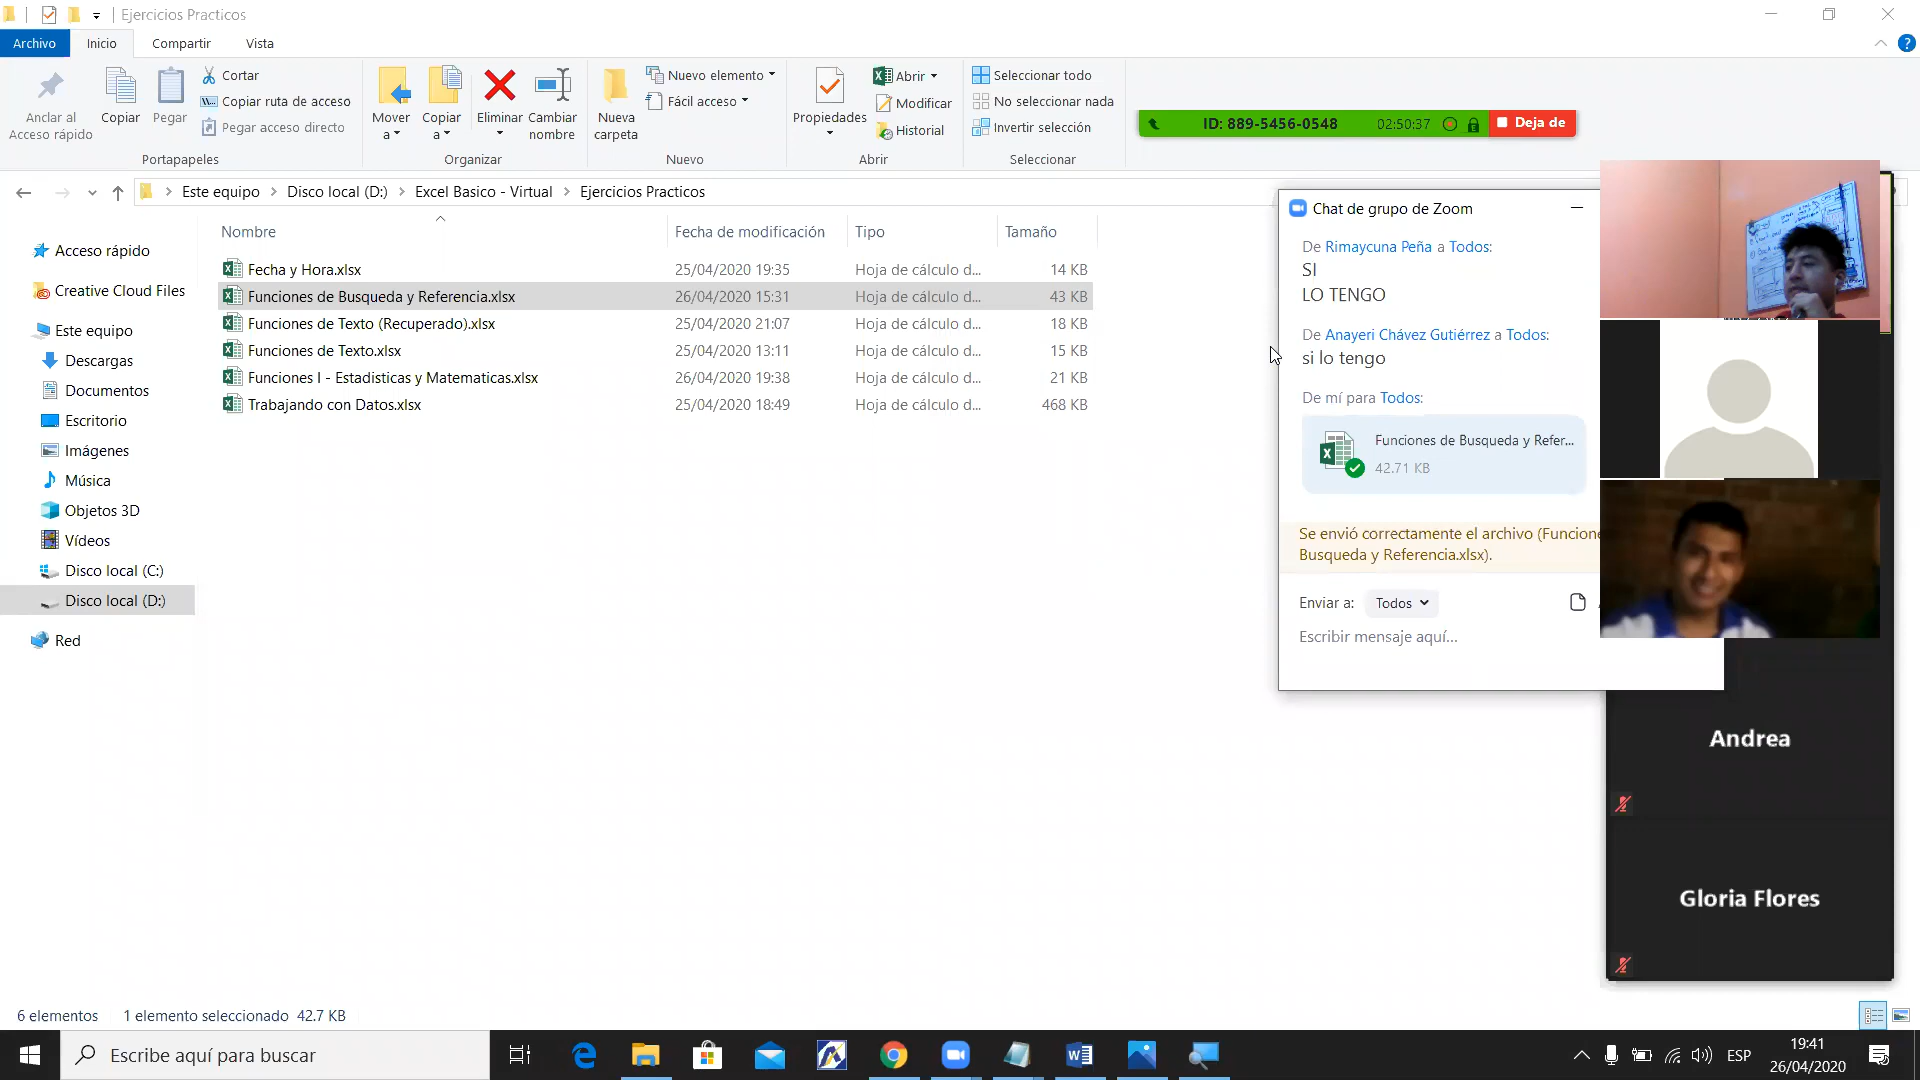 Ejercicios Practicos
Archivo
Inicio
Compartir
Vista
Anclar al
Acceso rápido
Copiar
Pegar
Cortar
Copiar ruta de acceso
Pegar acceso directo
Portapapeles
Mover
a
Copiar
a
Eliminar
Cambiar
nombre
Organizar
Nueva
carpeta
Nuevo elemento
Fácil acceso
Nuevo
Propiedades
Abrir
Modificar
Historial
Abrir
Seleccionar todo
No seleccionar nada
Invertir selección
Seleccionar
ID: 889-5456-0548
02:50:37
Deja de
Este equipo
Disco local (D:)
Excel Basico - Virtual
Ejercicios Practicos
Nombre
Fecha de modificación
Tipo
Tamaño
Fecha y Hora.xlsx 25/04/2020 19:35 Hoja de cálculo d... 14 KB
Funciones de Busqueda y Referencia.xlsx 26/04/2020 15:31 Hoja de cálculo d... 43 KB
Funciones de Texto (Recuperado).xlsx 25/04/2020 21:07 Hoja de cálculo d... 18 KB
Funciones de Texto.xlsx 25/04/2020 13:11 Hoja de cálculo d... 15 KB
Funciones I - Estadisticas y Matematicas.xlsx 26/04/2020 19:38 Hoja de cálculo d... 21 KB
Trabajando con Datos.xlsx 25/04/2020 18:49 Hoja de cálculo d... 468 KB
Acceso rápido
Creative Cloud Files
Este equipo
Descargas
Documentos
Escritorio
Imágenes
Música
Objetos 3D
Vídeos
Disco local (C:)
Disco local (D:)
Red
Chat de grupo de Zoom
De Rimaycuna Peña a Todos:
SI
LO TENGO
De Anayeri Chávez Gutiérrez a Todos:
si lo tengo
De mí para Todos:
Funciones de Busqueda y Refer...
42.71 KB
Se envió correctamente el archivo (Funcione
Busqueda y Referencia.xlsx).
Enviar a: Todos
Escribir mensaje aquí...
Andrea
Gloria Flores
6 elementos
1 elemento seleccionado 42.7 KB
Escribe aquí para buscar
ESP
19:41
26/04/2020